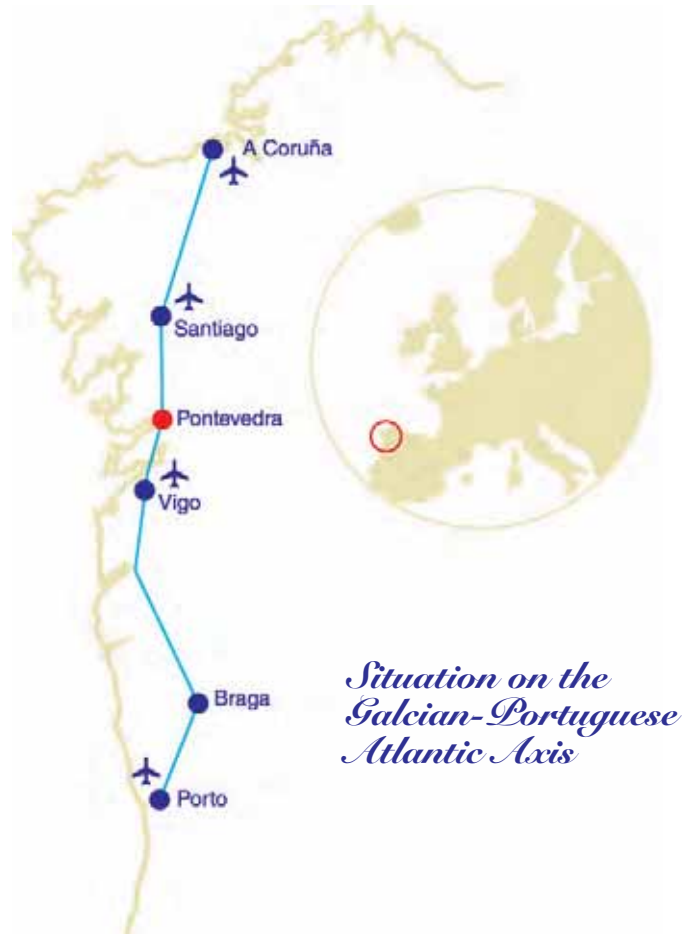 A Coruña
Santiago
Pontevedra
Vigo
Braga
Porto
Situation on the
Galcian-Portuguese
Atlantic Axis